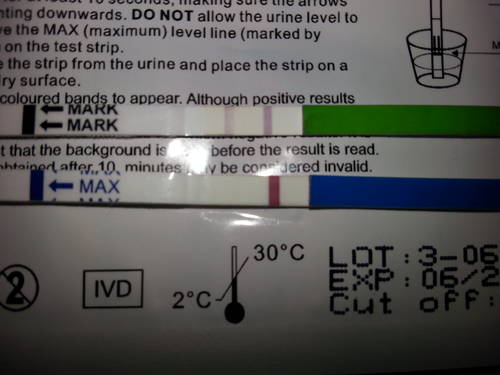 nting downwards. DO NOT allow the urine level to
ve the MAX (maximum) level line (marked by
on the test strip.
e the strip from the urine and place the strip on a
ry surface.
coloured bands to appear. Although positive results
MARK
MARK
t that the background is before the result is read.
obtained after 10 minutes may be considered invalid.
MAX
30°C
2°C
2
IVD
LOT: 3-06
EXP: 06/2
Cut off: